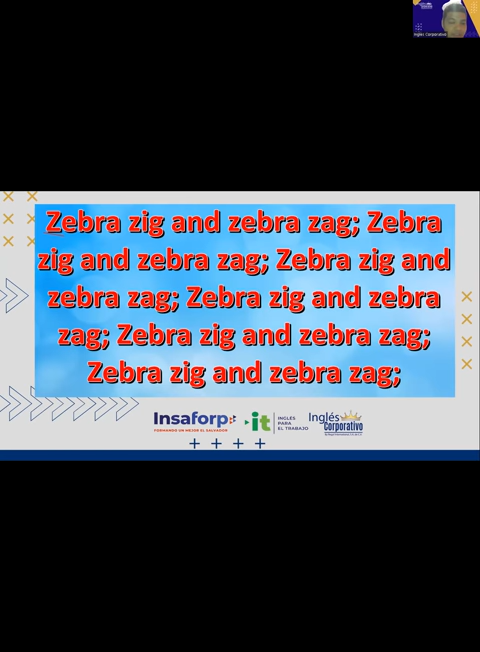 Inglés Corporativo
Zebra zig and zebra zag; Zebra
zig and zebra zag; Zebra zig and
zebra zag; Zebra zig and zebra
zag; Zebra zig and zebra zag;
Zebra zig and zebra zag;
Insaforp
FORMANDO UN MEJOR EL SALVADOR
it
INGLÉS
PARA
EL TRABAJO
Inglés
Corporativo